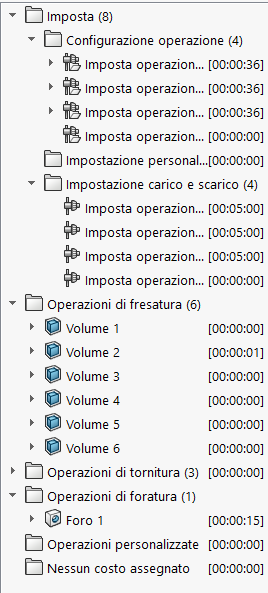 Imposta (8)
Configurazione operazione (4)
Imposta operazion... [00:00:36]
Imposta operazion... [00:00:36]
Imposta operazion... [00:00:36]
Imposta operazion... [00:00:00]
Impostazione personal...[00:00:00]
Impostazione carico e scarico (4)
Imposta operazion... [00:05:00]
Imposta operazion... [00:05:00]
Imposta operazion... [00:05:00]
Imposta operazion... [00:00:00]
Operazioni di fresatura (6)
Volume 1 [00:00:00]
Volume 2 [00:00:01]
Volume 3 [00:00:00]
Volume 4 [00:00:00]
Volume 5 [00:00:00]
Volume 6 [00:00:00]
Operazioni di tornitura (3) [00:00:00]
Operazioni di foratura (1)
Foro 1 [00:00:15]
Operazioni personalizzate [00:00:00]
Nessun costo assegnato [00:00:00]